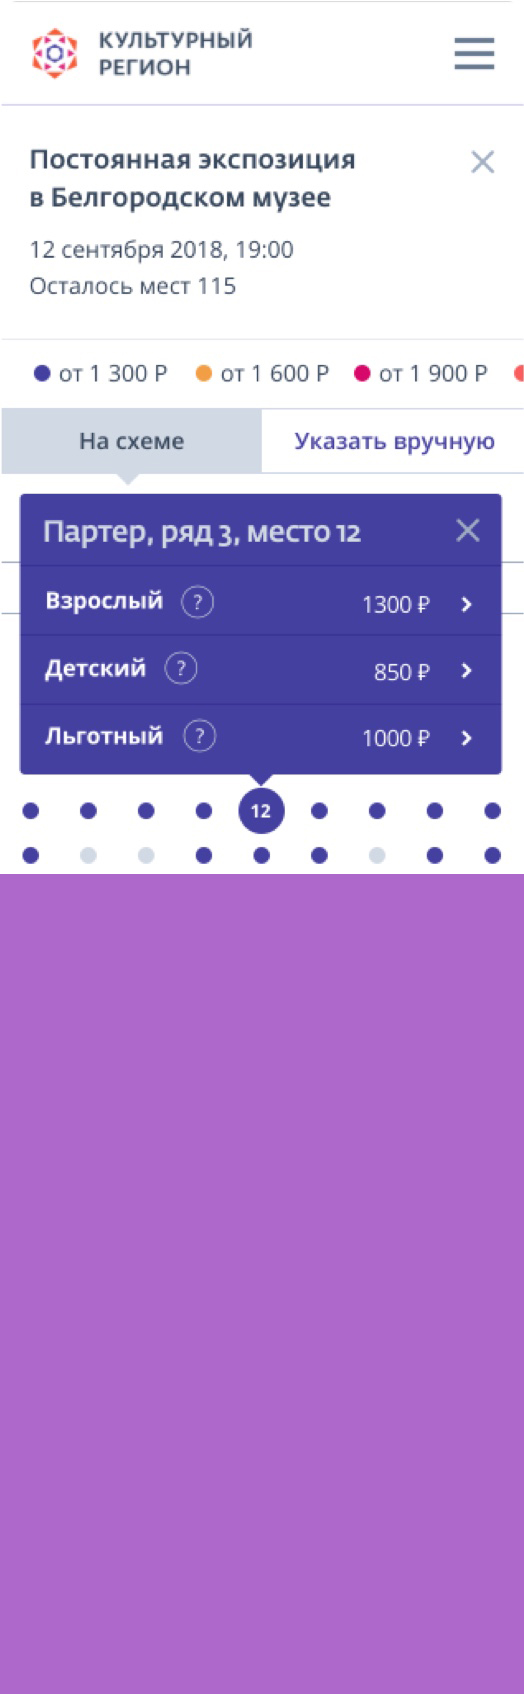 КУЛЬТУРНЫЙ
РЕГИОН
Постоянная экспозиция
в Белгородском музее
12 сентября 2018, 19:00
Осталось мест 115
от 1 300 Р от 1 600 Р от 1 900 Р
На схеме Указать вручную
Партер, ряд 3, место 12
Взрослый ? 1300 ₽
Детский ? 850 ₽
Льготный ? 1000 ₽
12